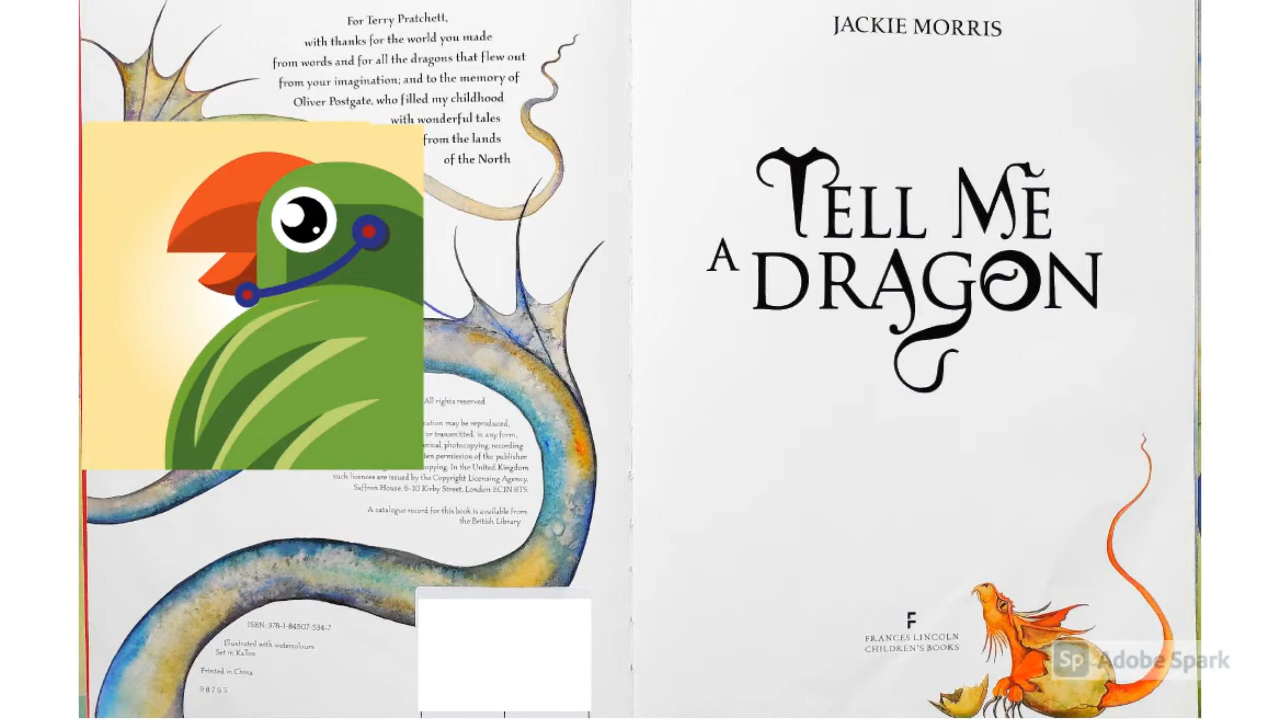 For Terry Pratchett,
with thanks for the world you made
from words and for all the dragons that flew out
from your imagination; and to the memory of
Oliver Postgate, who filled my childhood
with wonderful tales
from the lands
of the North
All rights reserved
may be reproduced,
or transmitted, in any form,
photocopying, recording
permission of the publisher
In the United Kingdom
such licences are issued by the Copyright Licensing Agency,
Saffron House, 6-10 Kirby Street, London EC1N 8TS.
A catalogue record for this book is available from
the British Library
ISBN: 978-1-84507-534-7
Illustrated with watercolours
Set in
Printed in China
9 8 7 6 5
JACKIE MORRIS
TELL ME
A DRAGON
F
FRANCES LINCOLN
CHILDREN'S BOOKS
Sp Adobe Spark